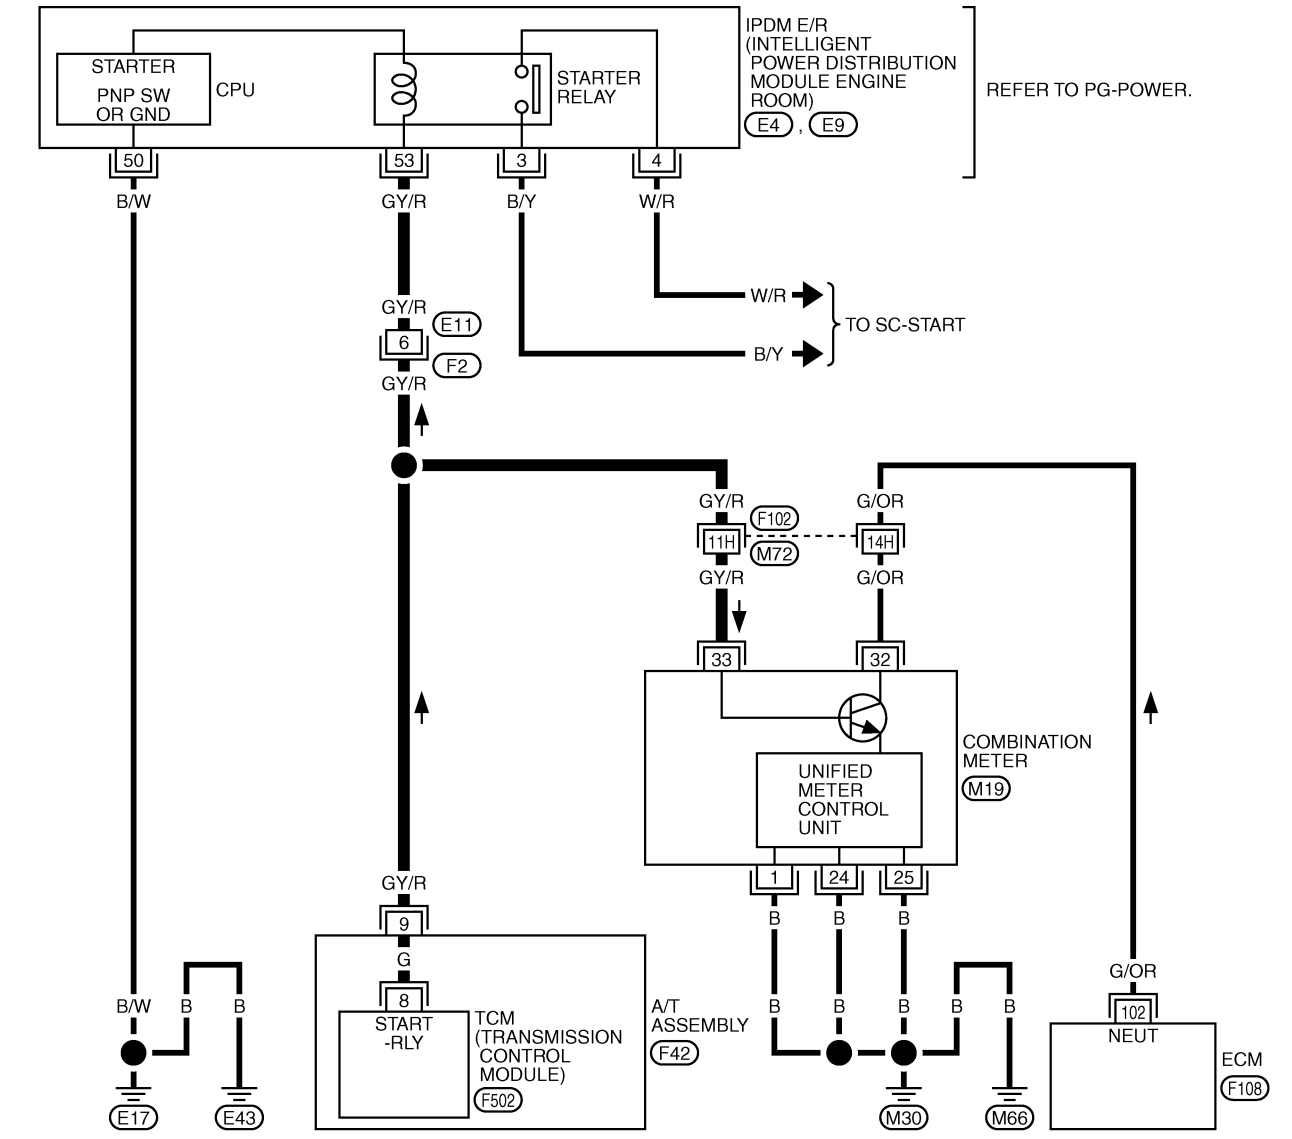 IPDM E/R
(INTELLIGENT
POWER DISTRIBUTION
MODULE ENGINE
ROOM)
E4 , E9
REFER TO PG-POWER.
STARTER
PNP SW
OR GND
CPU
STARTER
RELAY
50
53
3
4
B/W
GY/R
B/Y
W/R
W/R
B/Y
TO SC-START
GY/R
E11
6
F2
GY/R
GY/R
G/OR
F102
11H
14H
M72
GY/R
G/OR
33
32
COMBINATION
METER
M19
UNIFIED
METER
CONTROL
UNIT
1
24
25
B
B
B
GY/R
9
G
8
START
-RLY
TCM
(TRANSMISSION
CONTROL
MODULE)
F502
A/T
ASSEMBLY
F42
B/W
B
B
E17
E43
B
B
B
B
B
M30
M66
G/OR
102
NEUT
ECM
F108